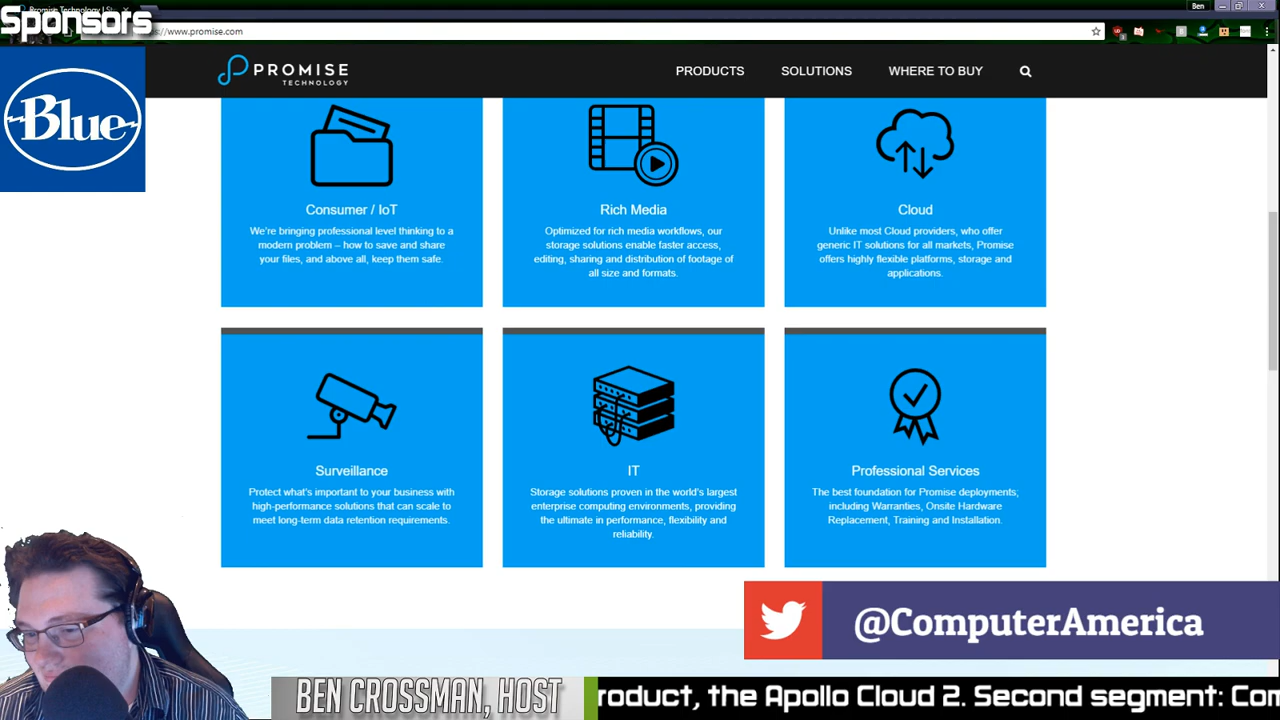 Ben
Sponsors
www.promise.com
Blue
PROMISE
TECHNOLOGY
PRODUCTS
SOLUTIONS
WHERE TO BUY
Consumer / IoT
We're bringing professional level thinking to a
modern problem – how to save and share
your files, and above all, keep them safe.
Rich Media
Optimized for rich media workflows, our
storage solutions enable faster access,
editing, sharing and distribution of footage of
all size and formats.
Cloud
Unlike most Cloud providers, who offer
generic IT solutions for all markets, Promise
offers highly flexible platforms, storage and
applications.
Surveillance
Protect what's important to your business with
high-performance solutions that can scale to
meet long-term data retention requirements.
IT
Storage solutions proven in the world's largest
enterprise computing environments, providing
the ultimate in performance, flexibility and
reliability.
Professional Services
The best foundation for Promise deployments;
including Warranties, Onsite Hardware
Replacement, Training and Installation.
@ComputerAmerica
BEN CROSSMAN, HOST
roduct, the Apollo Cloud 2. Second segment: Com